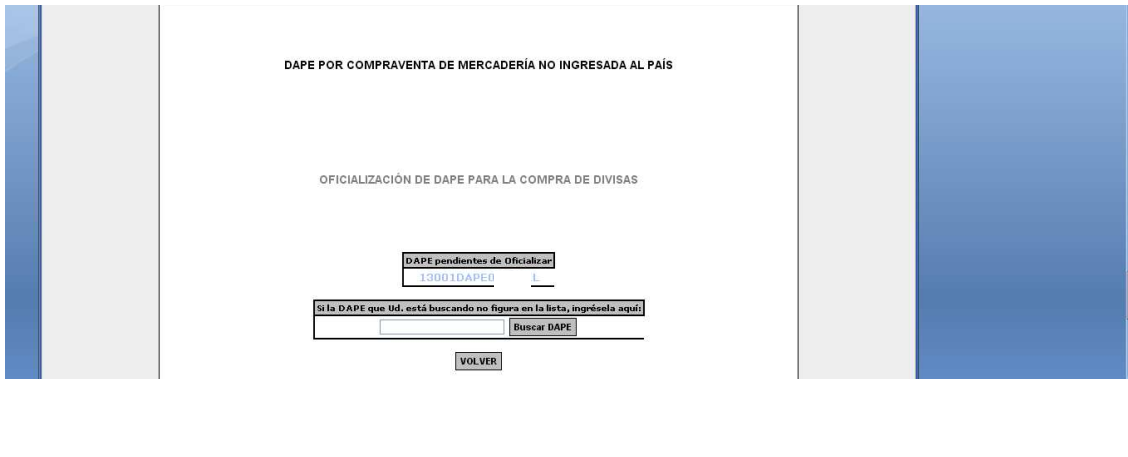 DAPE POR COMPRAVENTA DE MERCADERÍA NO INGRESADA AL PAÍS
OFICIALIZACIÓN DE DAPE PARA LA COMPRA DE DIVISAS
DAPE pendientes de Oficializar
13001DAPE0 L
Si la DAPE que Ud. está buscando no figura en la lista, ingrésela aquí:
Buscar DAPE
VOLVER